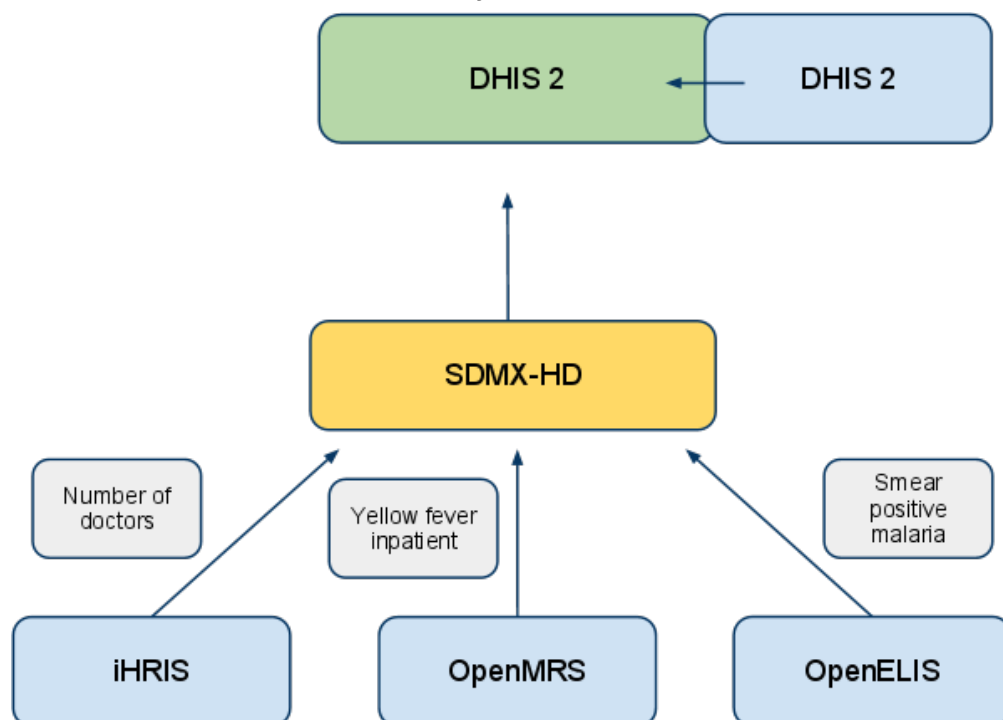 DHIS 2
DHIS 2
SDMX-HD
Number of
doctors
Yellow fever
inpatient
Smear
positive
malaria
iHRIS
OpenMRS
OpenELIS